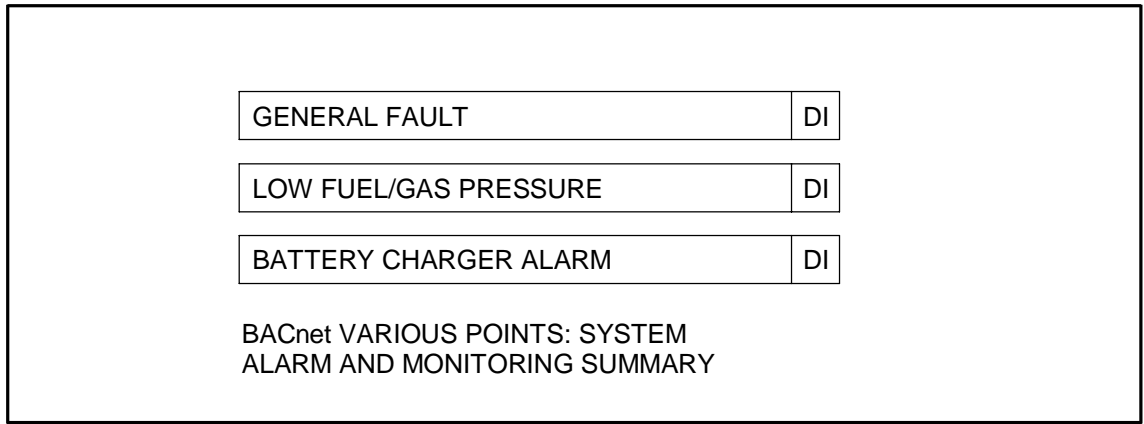 GENERAL FAULT DI
LOW FUEL/GAS PRESSURE DI
BATTERY CHARGER ALARM DI
BACnet VARIOUS POINTS: SYSTEM
ALARM AND MONITORING SUMMARY